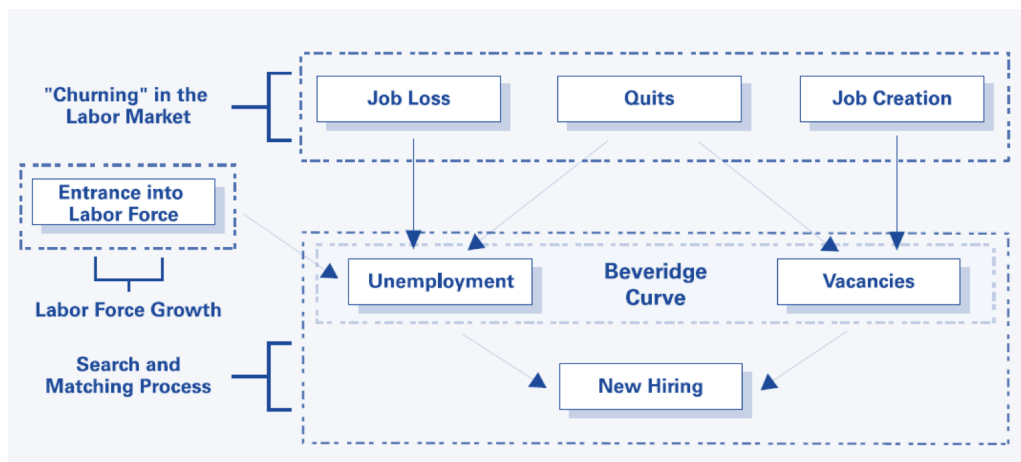 "Churning" in the
Labor Market
Job Loss
Quits
Job Creation
Entrance into
Labor Force
Labor Force Growth
Unemployment
Beveridge
Curve
Vacancies
Search and
Matching Process
New Hiring